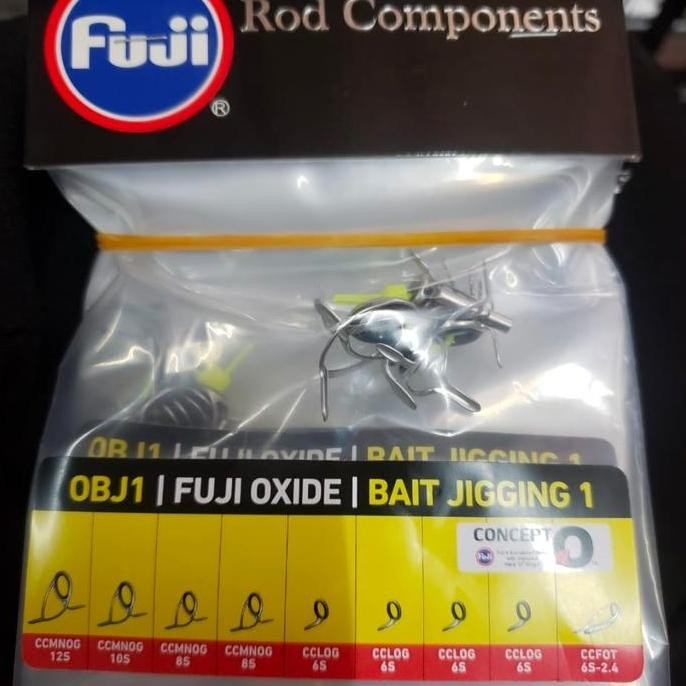 Fuji
®
Rod Components
OBJ1 | FUJI OXIDE | BAIT JIGGING 1
OBJ1 | FUJI OXIDE | BAIT JIGGING 1
CONCEPT O
Fuji
CCMNOG 12S
CCMNOG 10S
CCMNOG 8S
CCMNOG 8S
CCLOG 6S
CCLOG 6S
CCLOG 6S
CCLOG 6S
CCFOT 6S-2.4